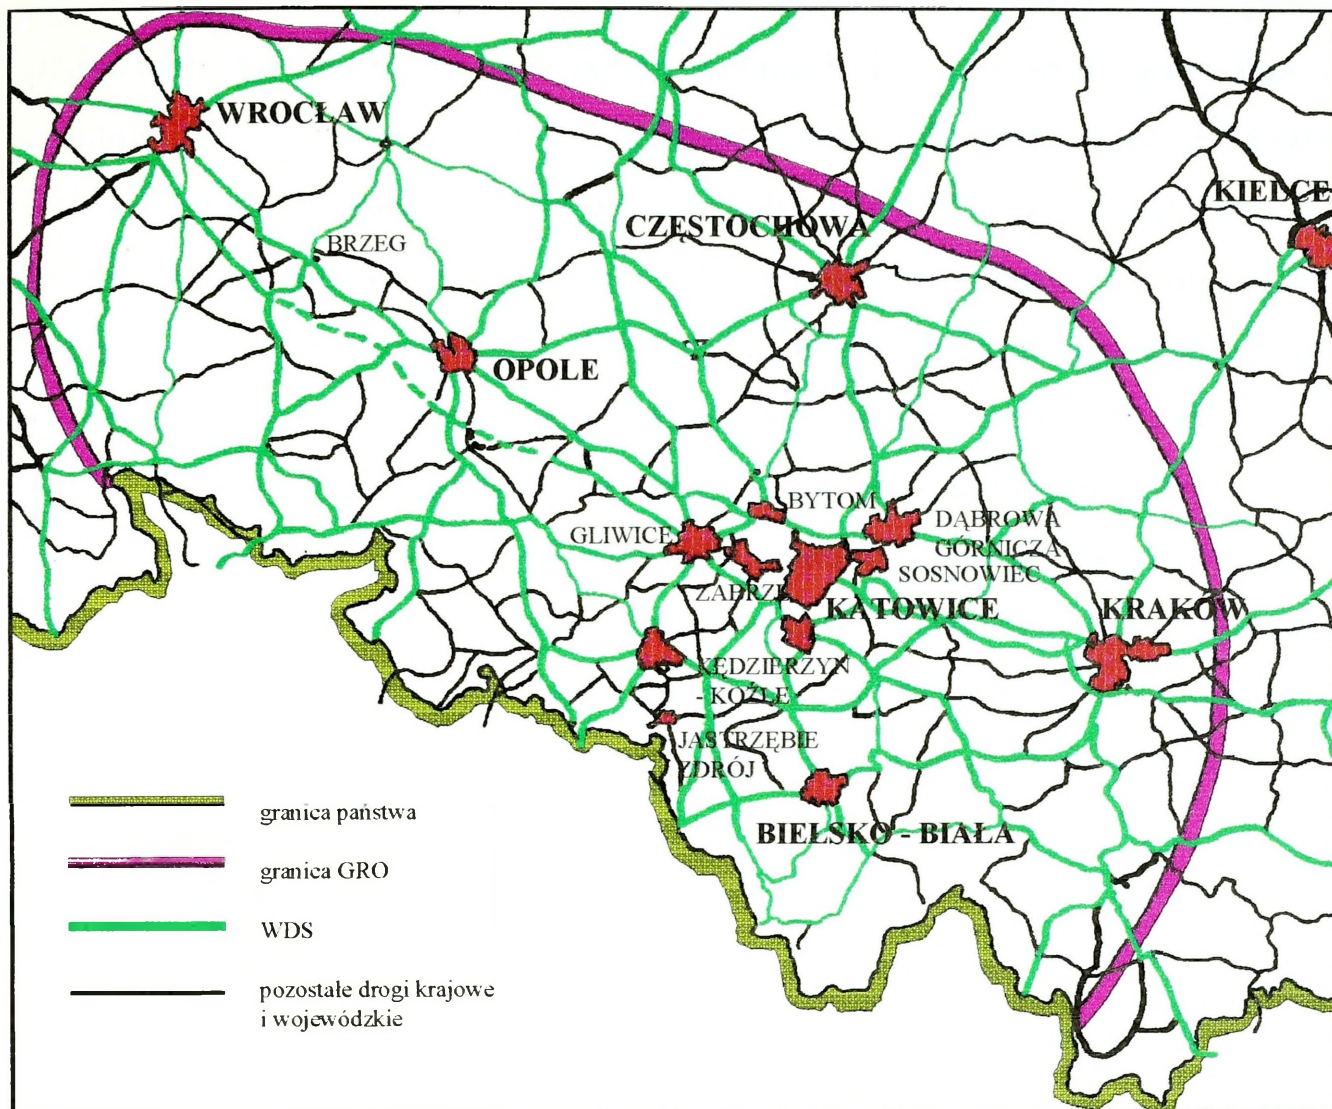 WROCŁAW
KIELCE
CZĘSTOCHOWA
BRZEG
OPOLE
BYTOM
GLIWICE
DĄBROWA
GÓRNICZA
SOSNOWIEC
ZABRZE
KATOWICE
KRAKÓW
KĘDZIERZYN
- KOŹLE
JASTRZĘBIE
ZDRÓJ
BIELSKO - BIAŁA
granica państwa
granica GRO
WDS
pozostałe drogi krajowe
i wojewódzkie